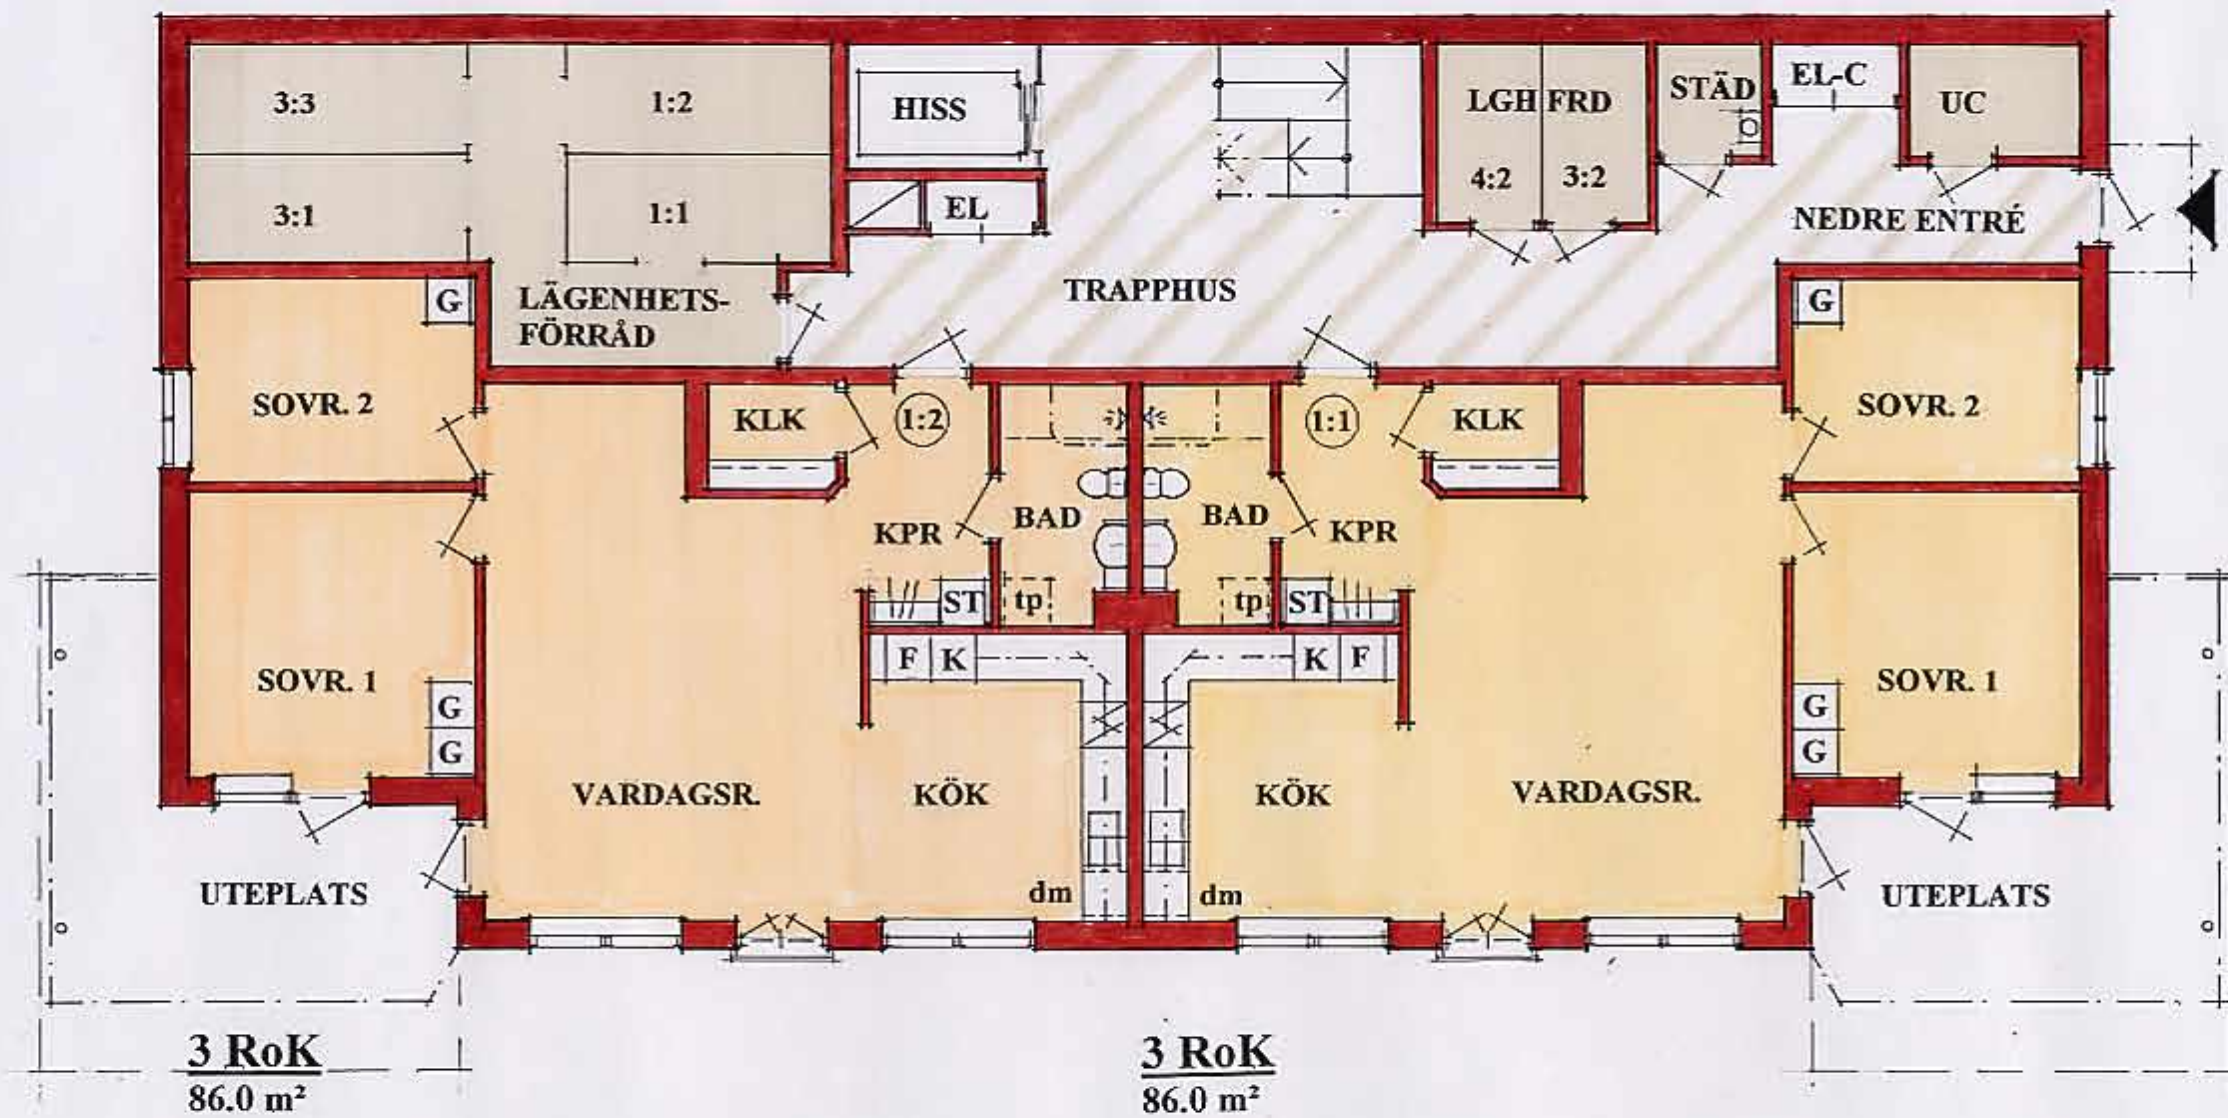 3:3
1:2
HISS
LGH FRD
STÄD
EL-C
UC
3:1
1:1
EL
4:2
3:2
NEDRE ENTRÉ
G
LÄGENHETS-
FÖRRÅD
TRAPPHUS
G
SOVR. 2
KLK
1:2
1:1
KLK
SOVR. 2
KPR
BAD
BAD
KPR
ST
tp
tp
ST
F
K
K
F
SOVR. 1
G
G
SOVR. 1
G
G
VARDAGSR.
KÖK
KÖK
VARDAGSR.
UTEPLATS
dm
dm
UTEPLATS
3 RoK
86.0 m²
3 RoK
86.0 m²